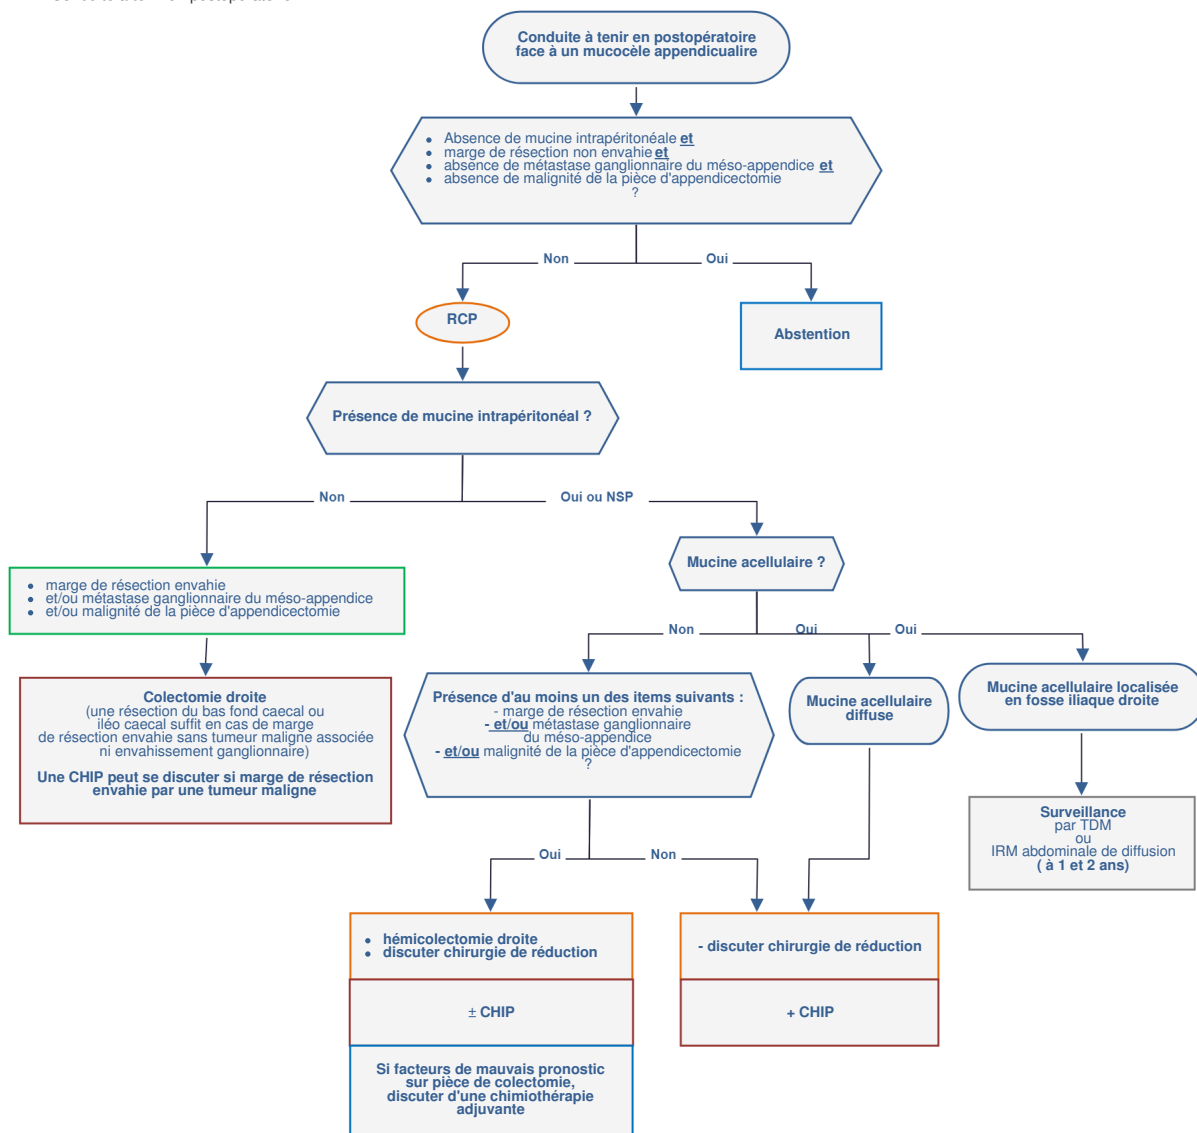 Conduite à tenir en postopératoire
face à un mucocèle appendicualire
Absence de mucine intrapéritonéale et
marge de résection non envahie et
absence de métastase ganglionnaire du méso-appendice et
absence de malignité de la pièce d'appendicectomie
?
Non
Oui
RCP
Abstention
Présence de mucine intrapéritonéal ?
Non
Oui ou NSP
Mucine acellulaire ?
marge de résection envahie
et/ou métastase ganglionnaire du méso-appendice
et/ou malignité de la pièce d'appendicectomie
Non
Oui
Oui
Colectomie droite
(une résection du bas fond caecal ou
iléo caecal suffit en cas de marge
de résection envahie sans tumeur maligne associée
ni envahissement ganglionnaire)
Une CHIP peut se discuter si marge de résection
envahie par une tumeur maligne
Présence d'au moins un des items suivants :
- marge de résection envahie
- et/ou métastase ganglionnaire
du méso-appendice
- et/ou malignité de la pièce d'appendicectomie
?
Mucine acellulaire
diffuse
Mucine acellulaire localisée
en fosse iliaque droite
Surveillance
par TDM
ou
IRM abdominale de diffusion
( à 1 et 2 ans)
Oui
Non
hémicolectomie droite
discuter chirurgie de réduction
- discuter chirurgie de réduction
± CHIP
+ CHIP
Si facteurs de mauvais pronostic
sur pièce de colectomie,
discuter d'une chimiothérapie
adjuvante